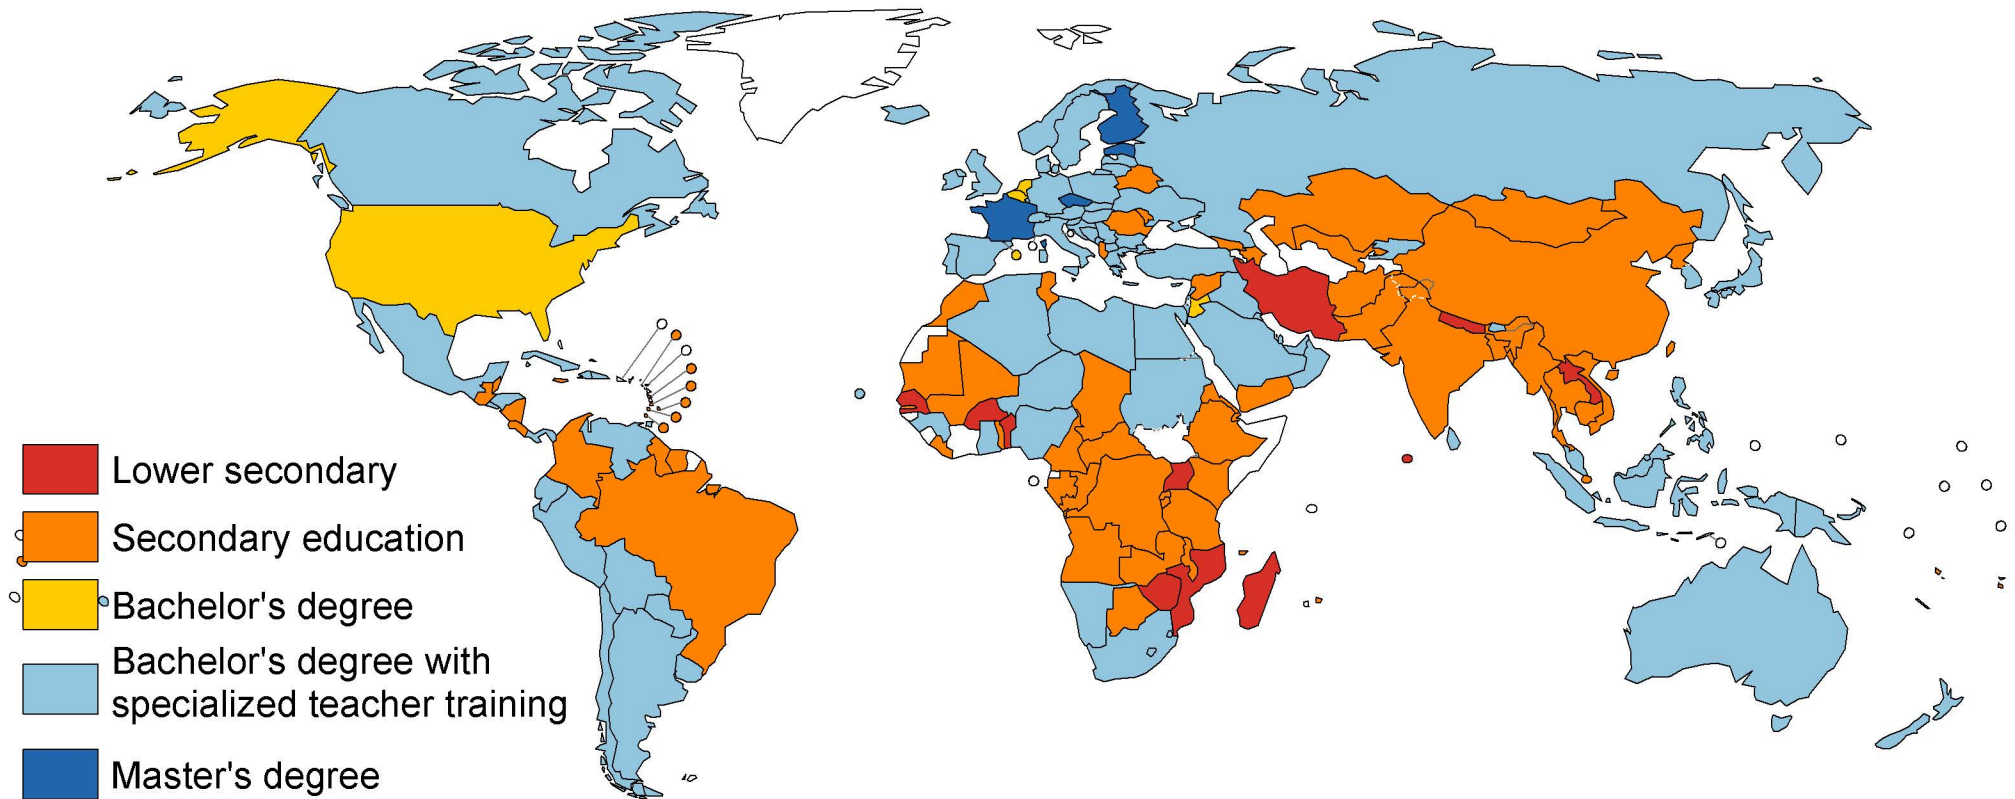 Lower secondary
Secondary education
Bachelor's degree
Bachelor's degree with
specialized teacher training
Master's degree